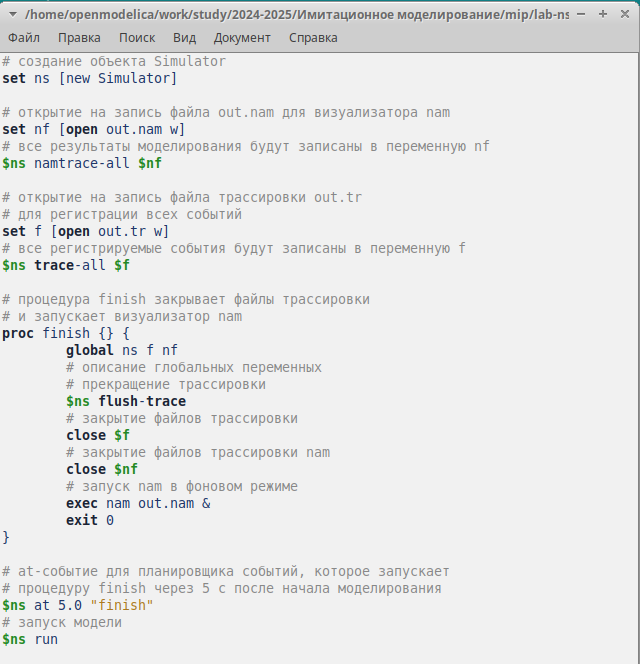 /home/openmodelica/work/study/2024-2025/Имитационное моделирование/mip/lab-ns
Файл Правка Поиск Вид Документ Справка
# создание объекта Simulator
set ns [new Simulator]
# открытие на запись файла out.nam для визуализатора nam
set nf [open out.nam w]
# все результаты моделирования будут записаны в переменную nf
$ns namtrace-all $nf
# открытие на запись файла трассировки out.tr
# для регистрации всех событий
set f [open out.tr w]
# все регистрируемые события будут записаны в переменную f
$ns trace-all $f
# процедура finish закрывает файлы трассировки
# и запускает визуализатор nam
proc finish {} {
global ns f nf
# описание глобальных переменных
# прекращение трассировки
$ns flush-trace
# закрытие файлов трассировки
close $f
# закрытие файлов трассировки nam
close $nf
# запуск nam в фоновом режиме
exec nam out.nam &
exit 0
}
# at-событие для планировщика событий, которое запускает
# процедуру finish через 5 с после начала моделирования
$ns at 5.0 "finish"
# запуск модели
$ns run